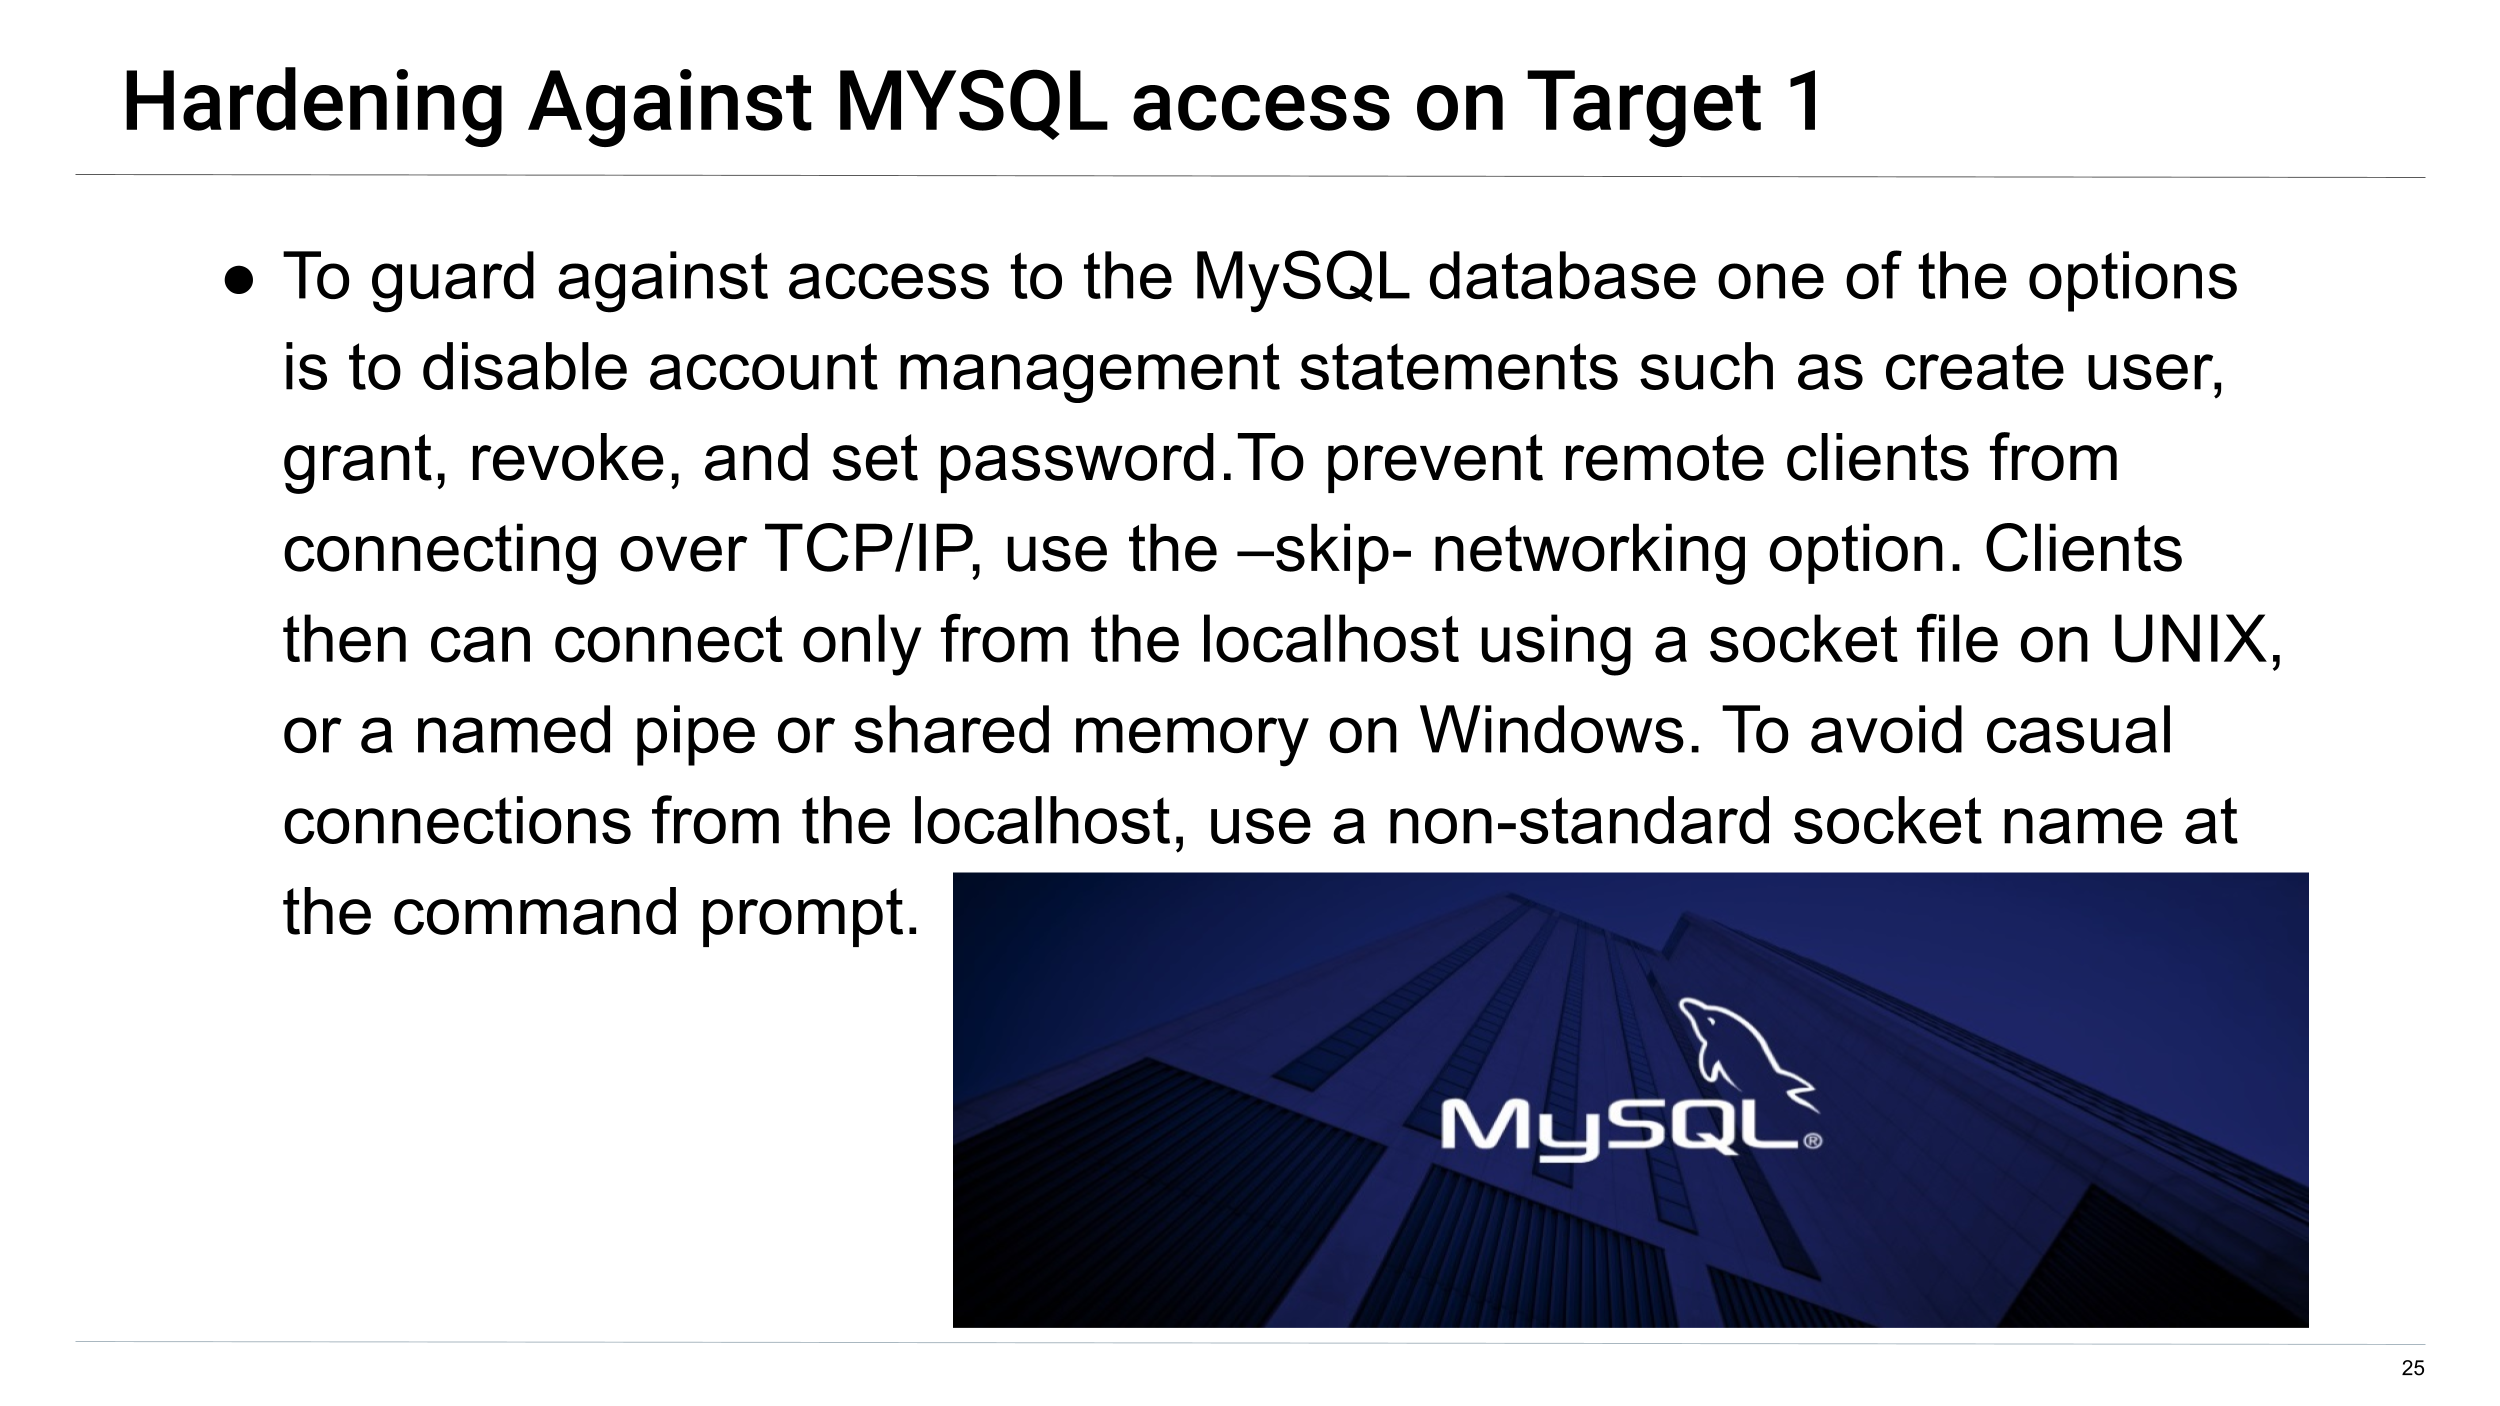 Hardening Against MYSQL access on Target 1
● To guard against access to the MySQL database one of the options
is to disable account management statements such as create user,
grant, revoke, and set password.To prevent remote clients from
connecting over TCP/IP, use the –skip- networking option. Clients
then can connect only from the localhost using a socket file on UNIX,
or a named pipe or shared memory on Windows. To avoid casual
connections from the localhost, use a non-standard socket name at
the command prompt.
MySQL®
25